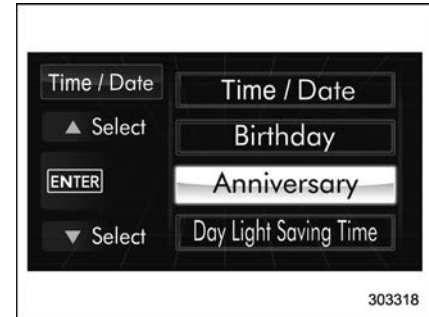 Time / Date
▲ Select
ENTER
▼ Select
Time / Date
Birthday
Anniversary
Day Light Saving Time
303318